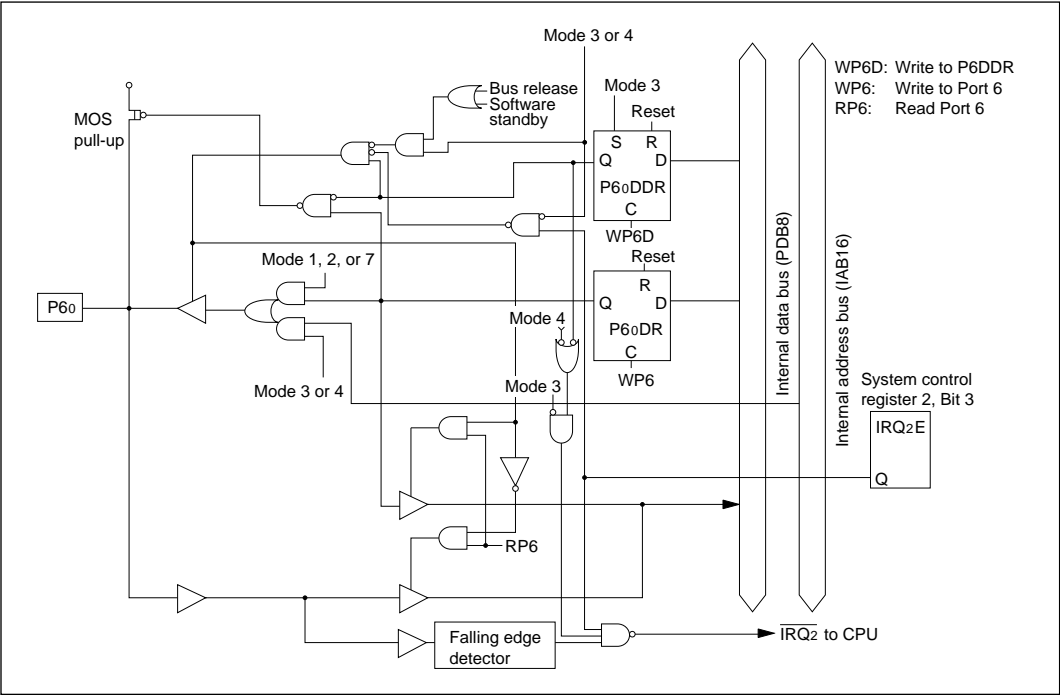 Mode 3 or 4
WP6D: Write to P6DDR
WP6: Write to Port 6
RP6: Read Port 6
Bus release
Software
standby
Mode 3
Reset
MOS
pull-up
S R
Q D
P60DDR
C
WP6D
Reset
Mode 1, 2, or 7
R
Q D
P60DR
C
WP6
P60
Mode 4
Mode 3 or 4
Mode 3
Internal data bus (PDB8)
Internal address bus (IAB16)
System control
register 2, Bit 3
IRQ2E
Q
RP6
Falling edge
detector
IRQ2 to CPU